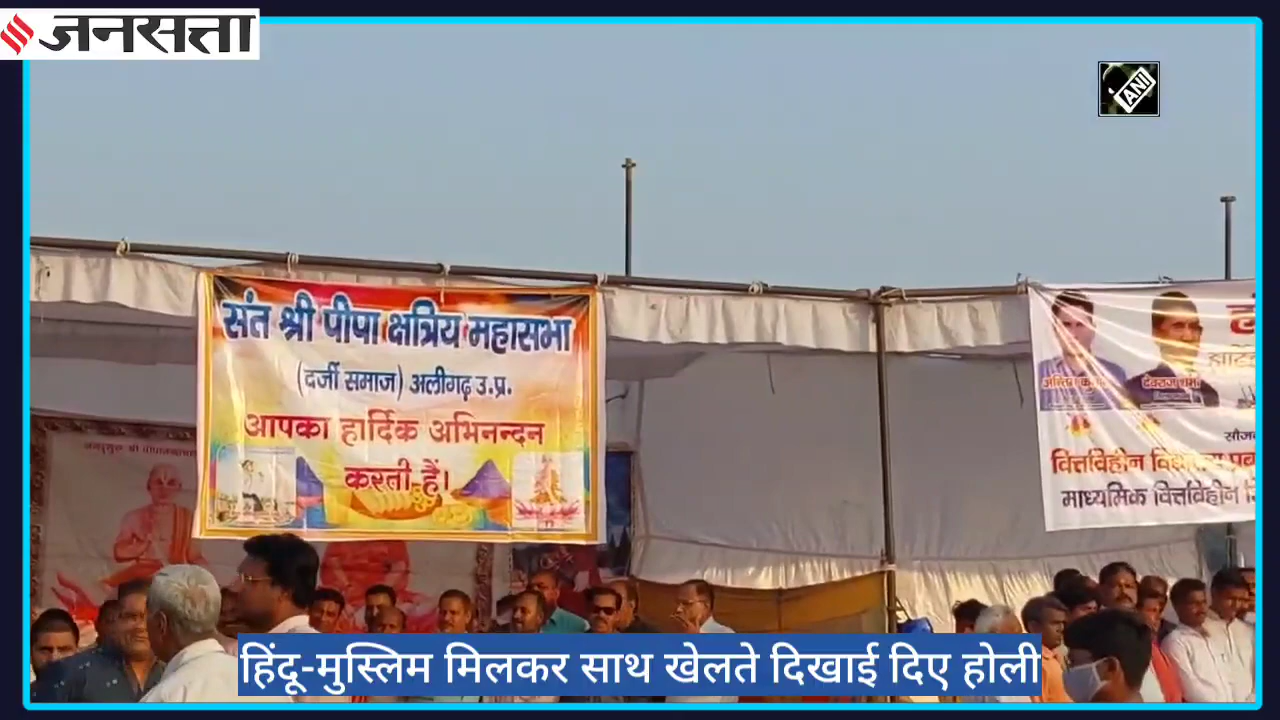 जनसत्ता
ANI
संत श्री पीपा क्षत्रिय महासभा
(दर्जी समाज) अलीगढ़ उ.प्र.
आपका हार्दिक अभिनन्दन
करती है।
सौज
वित्तविहीन
माध्यमिक वित्तविहीन
हिंदू-मुस्लिम मिलकर साथ खेलते दिखाई दिए होली